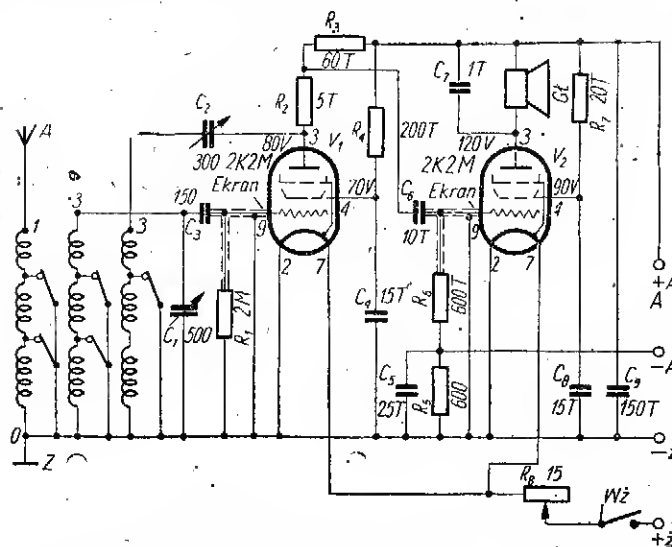 R3
60T
C7
1T
C2
R2
5T
R4
200T
GŁ
R7
20T
A
80V
3
V1
120V
3
V2
300
2K2M
2K2M
Ekran
70V
C6
Ekran
90V
150
C3
9
4
10T
9
4
1
3
3
2
7
2
7
C1
500
R1
2M
C4
15T
R6
600T
C5
25T
R5
600
C8
15T
C9
150T
+A
A
-A
0
Z
R8
15
Wż